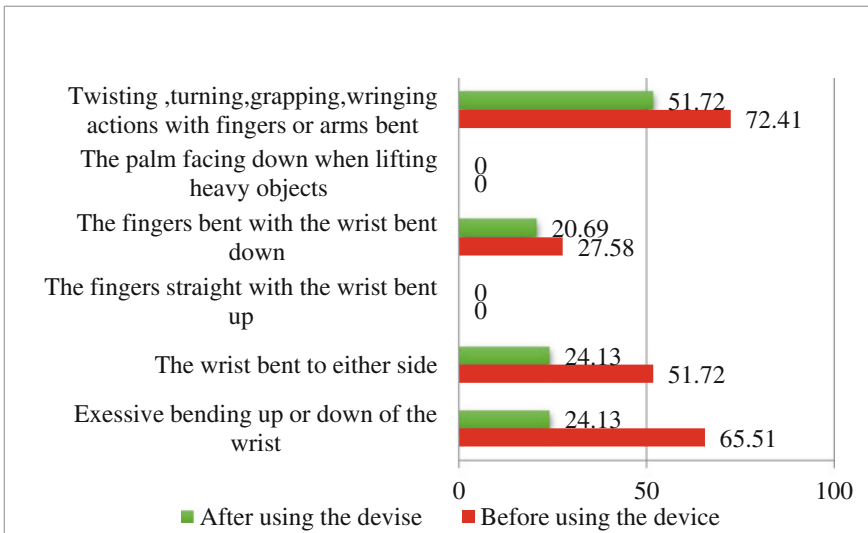 Twisting ,turning,grapping,wringing
actions with fingers or arms bent
51.72
72.41
The palm facing down when lifting
heavy objects
0
0
The fingers bent with the wrist bent
down
20.69
27.58
The fingers straight with the wrist bent
up
0
0
The wrist bent to either side
24.13
51.72
Exessive bending up or down of the
wrist
24.13
65.51
0 50 100
After using the devise Before using the device